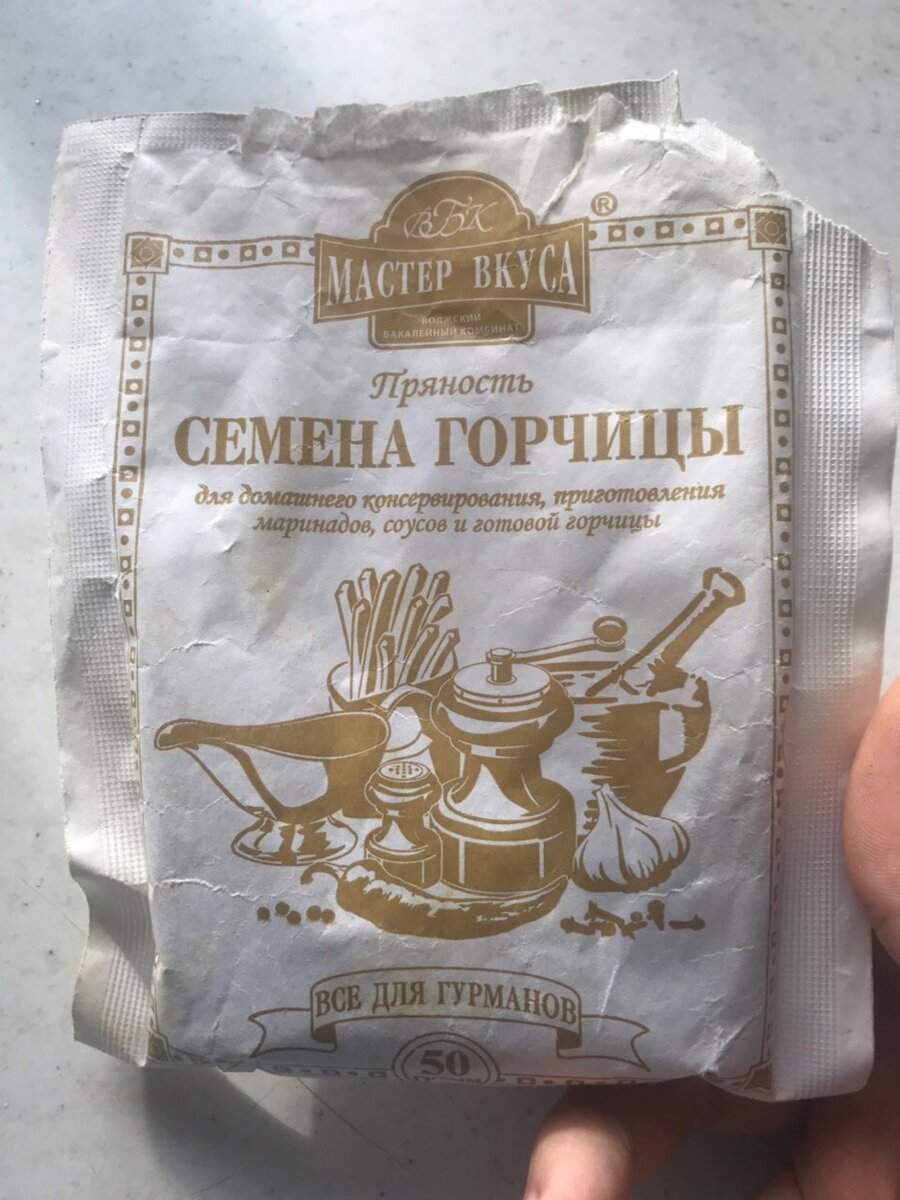 ВБК
®
МАСТЕР ВКУСА
ВОЛЖСКИЙ
БАКАЛЕЙНЫЙ КОМБИНАТ
Пряность
СЕМЕНА ГОРЧИЦЫ
для домашнего консервирования, приготовления
маринадов, соусов и готовой горчицы
ВСЕ ДЛЯ ГУРМАНОВ
50
грамм